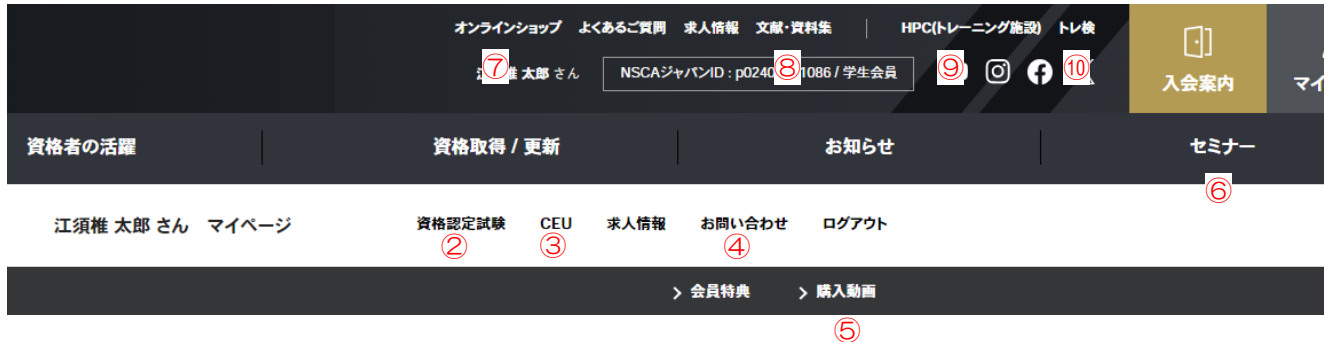 オンラインショップ よくあるご質問 求人情報 文献・資料集 HPC(トレーニング施設) トレ検
⑦ 太郎 さん NSCAジャパンID : p0240 ⑧ 1086 / 学生会員 ⑨ ⑩
入会案内
マイ
資格者の活躍 資格取得 / 更新 お知らせ セミナー
⑥
江須椎 太郎 さん マイページ 資格認定試験 CEU 求人情報 お問い合わせ ログアウト
② ③ ④
会員特典 購入動画
⑤